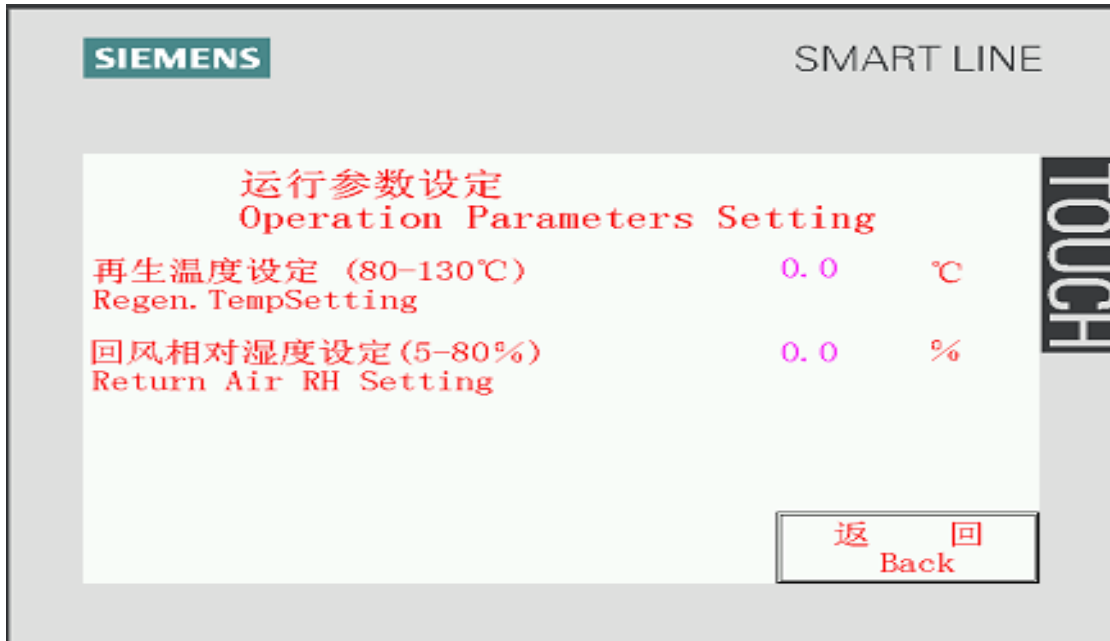 SIEMENS
SMART LINE
TOUCH
运行参数设定
Operation Parameters Setting
再生温度设定 (80-130℃) 0.0 ℃
Regen.TempSetting
回风相对湿度设定(5-80%) 0.0 %
Return Air RH Setting
返 回
Back